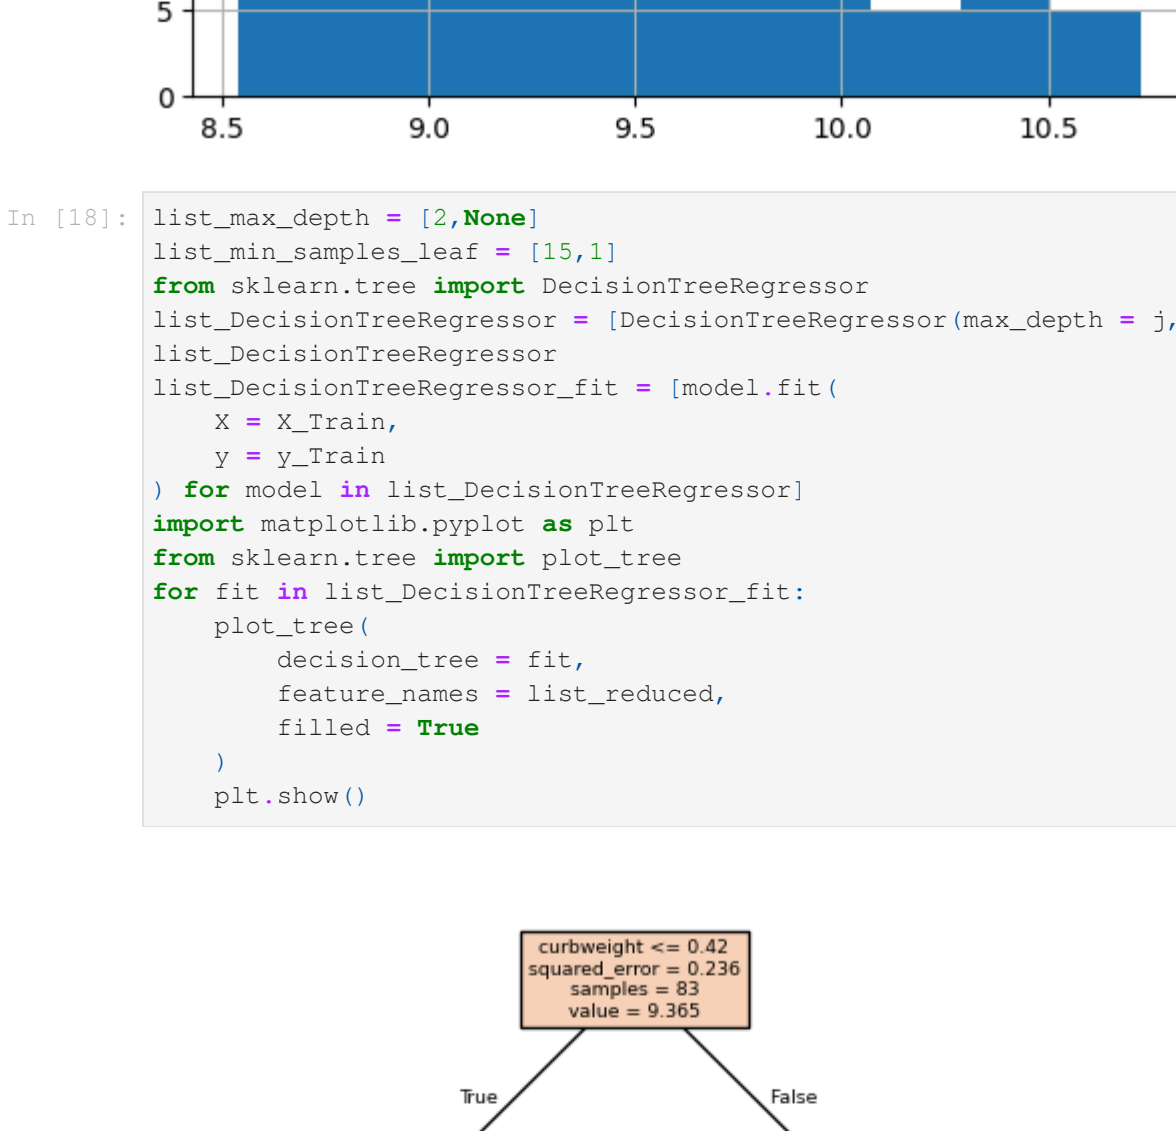 5
0
8.5 9.0 9.5 10.0 10.5
In [18]: list_max_depth = [2,None]
list_min_samples_leaf = [15,1]
from sklearn.tree import DecisionTreeRegressor
list_DecisionTreeRegressor = [DecisionTreeRegressor(max_depth = j,
list_DecisionTreeRegressor
list_DecisionTreeRegressor_fit = [model.fit(
    X = X_Train,
    y = y_Train
) for model in list_DecisionTreeRegressor]
import matplotlib.pyplot as plt
from sklearn.tree import plot_tree
for fit in list_DecisionTreeRegressor_fit:
    plot_tree(
        decision_tree = fit,
        feature_names = list_reduced,
        filled = True
    )
    plt.show()
curbweight <= 0.42
squared_error = 0.236
samples = 83
value = 9.365
True False